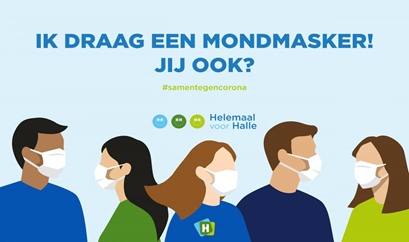 IK DRAAG EEN MONDMASKER!
JIJ OOK?
#samentegencorona
Helemaal
voor Halle
H